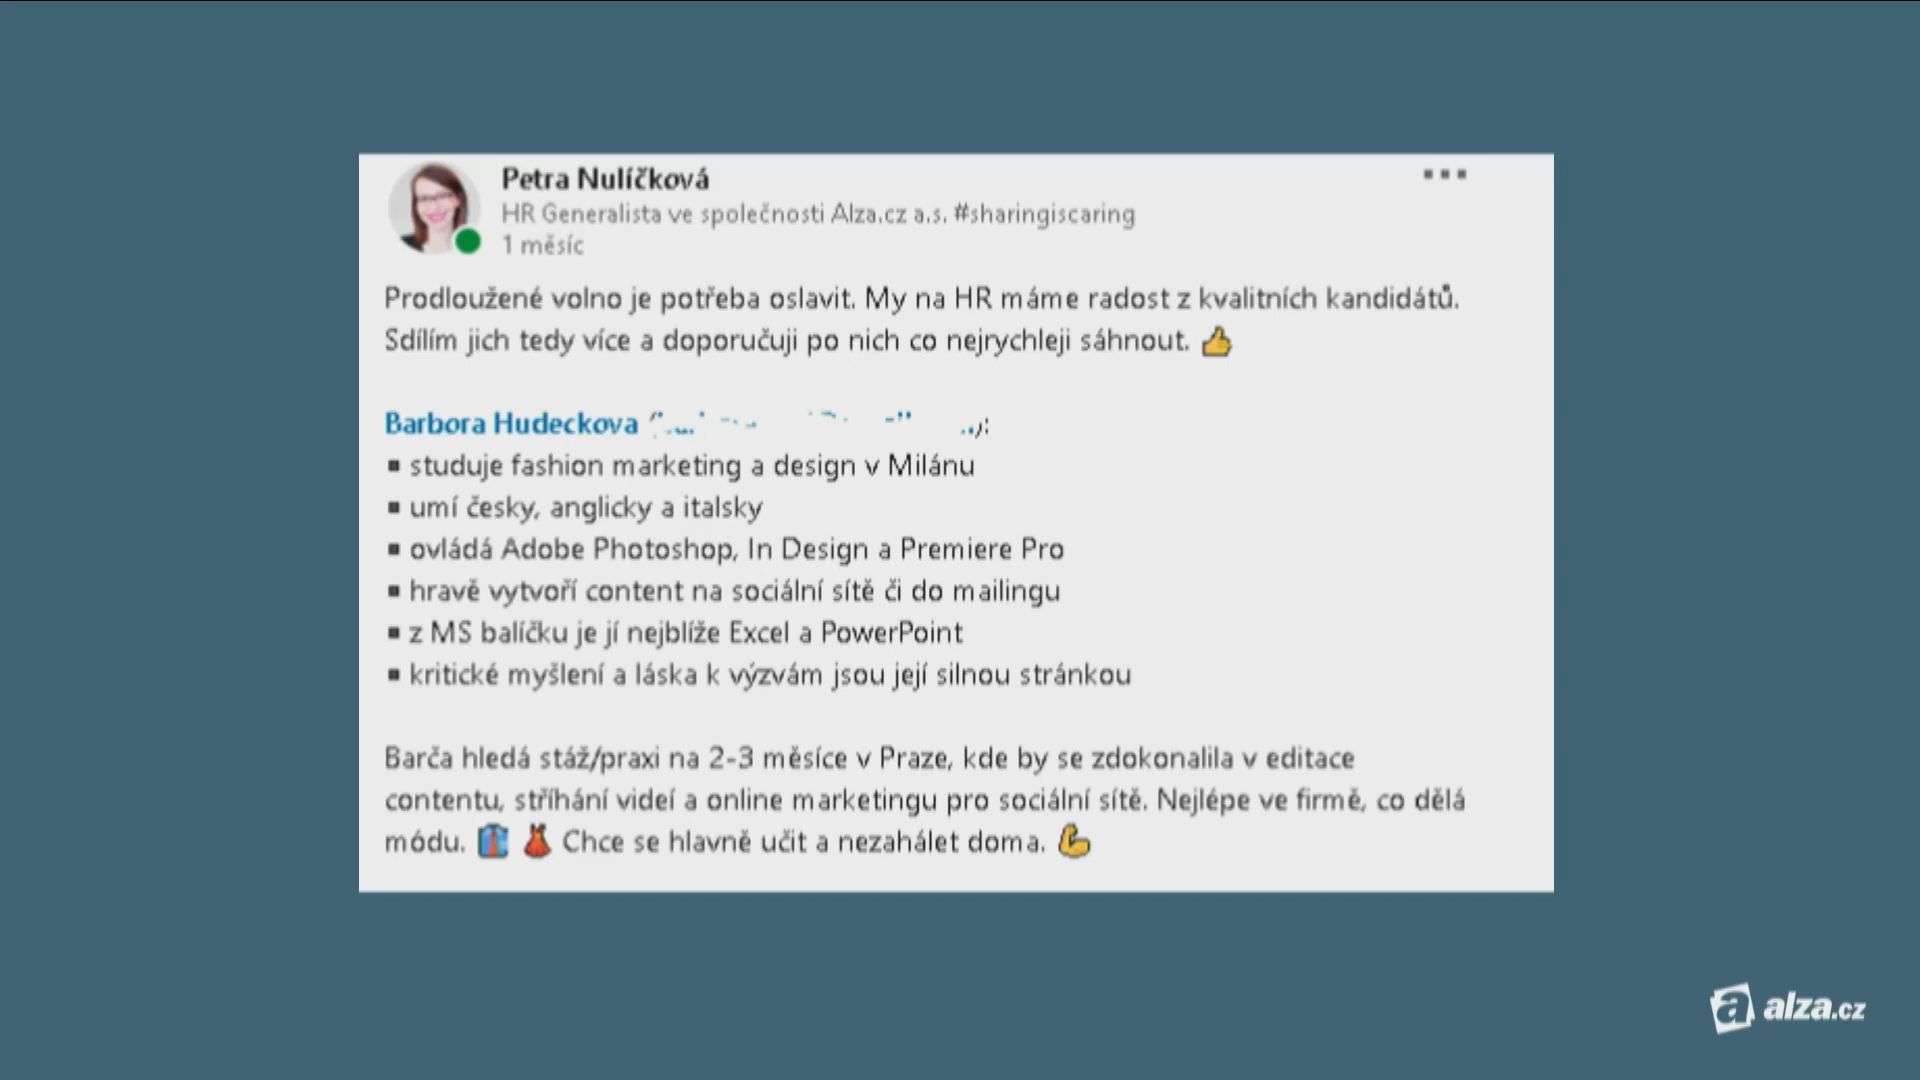 Petra Nulíčková
HR Generalista ve společnosti Alza.cz a.s. #sharingiscaring
1 měsíc
Prodloužené volno je potřeba oslavit. My na HR máme radost z kvalitních kandidátů.
Sdílím jich tedy více a doporučuji po nich co nejrychleji sáhnout. 👍
Barbora Hudeckova
▪ studuje fashion marketing a design v Milánu
▪ umí česky, anglicky a italsky
▪ ovládá Adobe Photoshop, In Design a Premiere Pro
▪ hravě vytvoří content na sociální sítě či do mailingu
▪ z MS balíčku je jí nejblíže Excel a PowerPoint
▪ kritické myšlení a láska k výzvám jsou její silnou stránkou
Barča hledá stáž/praxi na 2-3 měsíce v Praze, kde by se zdokonalila v editace
contentu, stříhání videí a online marketingu pro sociální sítě. Nejlépe ve firmě, co dělá
módu. 👔 👗 Chce se hlavně učit a nezahálet doma. 💪
a alza.cz